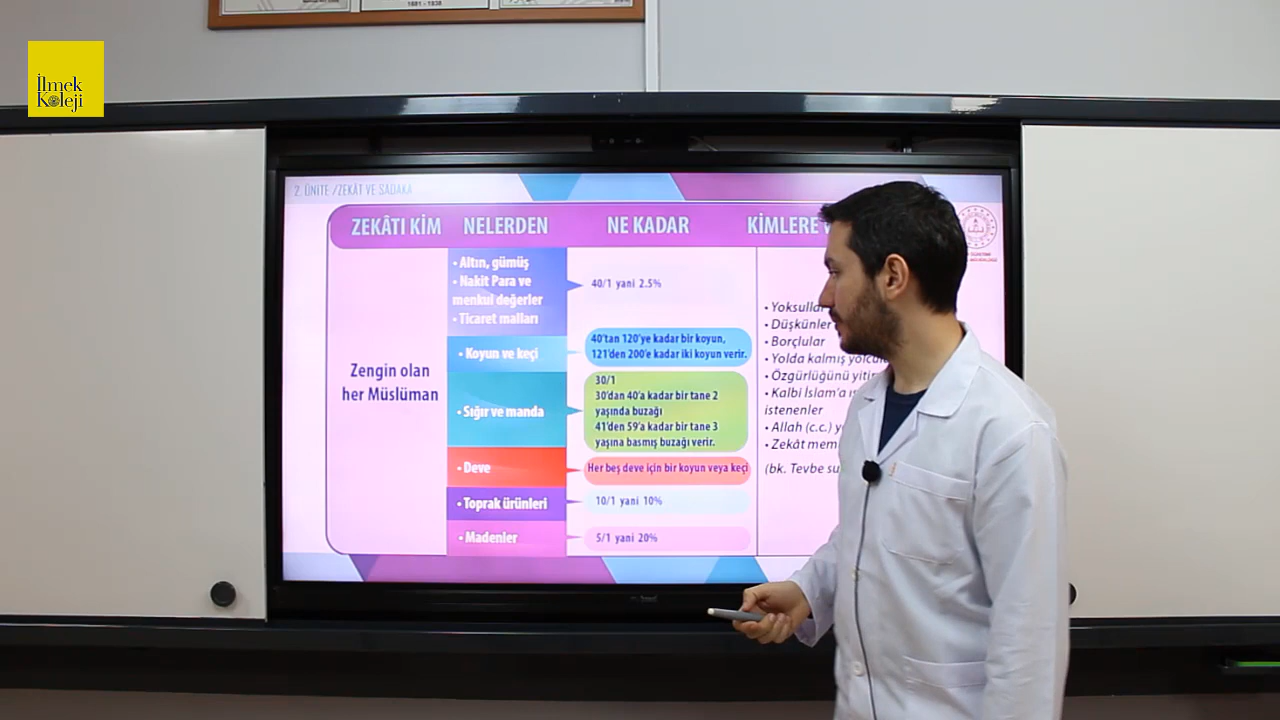 1881 - 1938
İlmek
Koleji
2. ÜNİTE /ZEKÂT VE SADAKA
ZEKÂTI KİM
NELERDEN
NE KADAR
KİMLERE
Zengin olan
her Müslüman
• Altın, gümüş
• Nakit Para ve
menkul değerler
• Ticaret malları
40/1 yani 2.5%
• Koyun ve keçi
40'tan 120'ye kadar bir koyun,
121'den 200'e kadar iki koyun verir.
• Sığır ve manda
30/1
30'dan 40'a kadar bir tane 2
yaşında buzağı
41'den 59'a kadar bir tane 3
yaşına basmış buzağı verir.
• Deve
Her beş deve için bir koyun veya keçi
• Toprak ürünleri
10/1 yani 10%
• Madenler
5/1 yani 20%
• Yoksullar
• Düşkünler
• Borçlular
• Yolda kalmış
• Özgürlüğünü
• Kalbi İslam'a
istenenler
• Allah (c.c.)
• Zekât
(bk. Tevbe